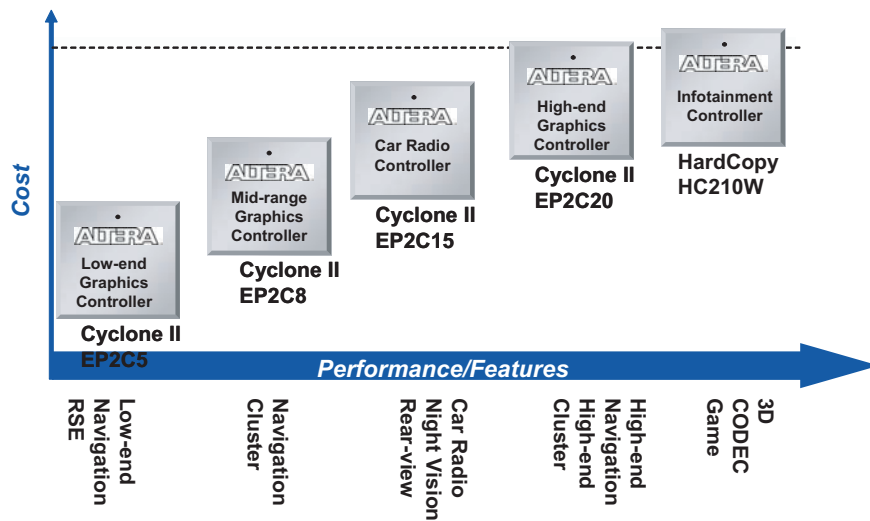 Cost
ALTERA
Low-end
Graphics
Controller
Cyclone II
EP2C5
ALTERA
Mid-range
Graphics
Controller
Cyclone II
EP2C8
ALTERA
Car Radio
Controller
Cyclone II
EP2C15
ALTERA
High-end
Graphics
Controller
Cyclone II
EP2C20
ALTERA
Infotainment
Controller
HardCopy
HC210W
Performance/Features
Low-end
Navigation
RSE
Navigation
Cluster
Car Radio
Night Vision
Rear-view
High-end
Navigation
High-end
Cluster
3D
CODEC
Game